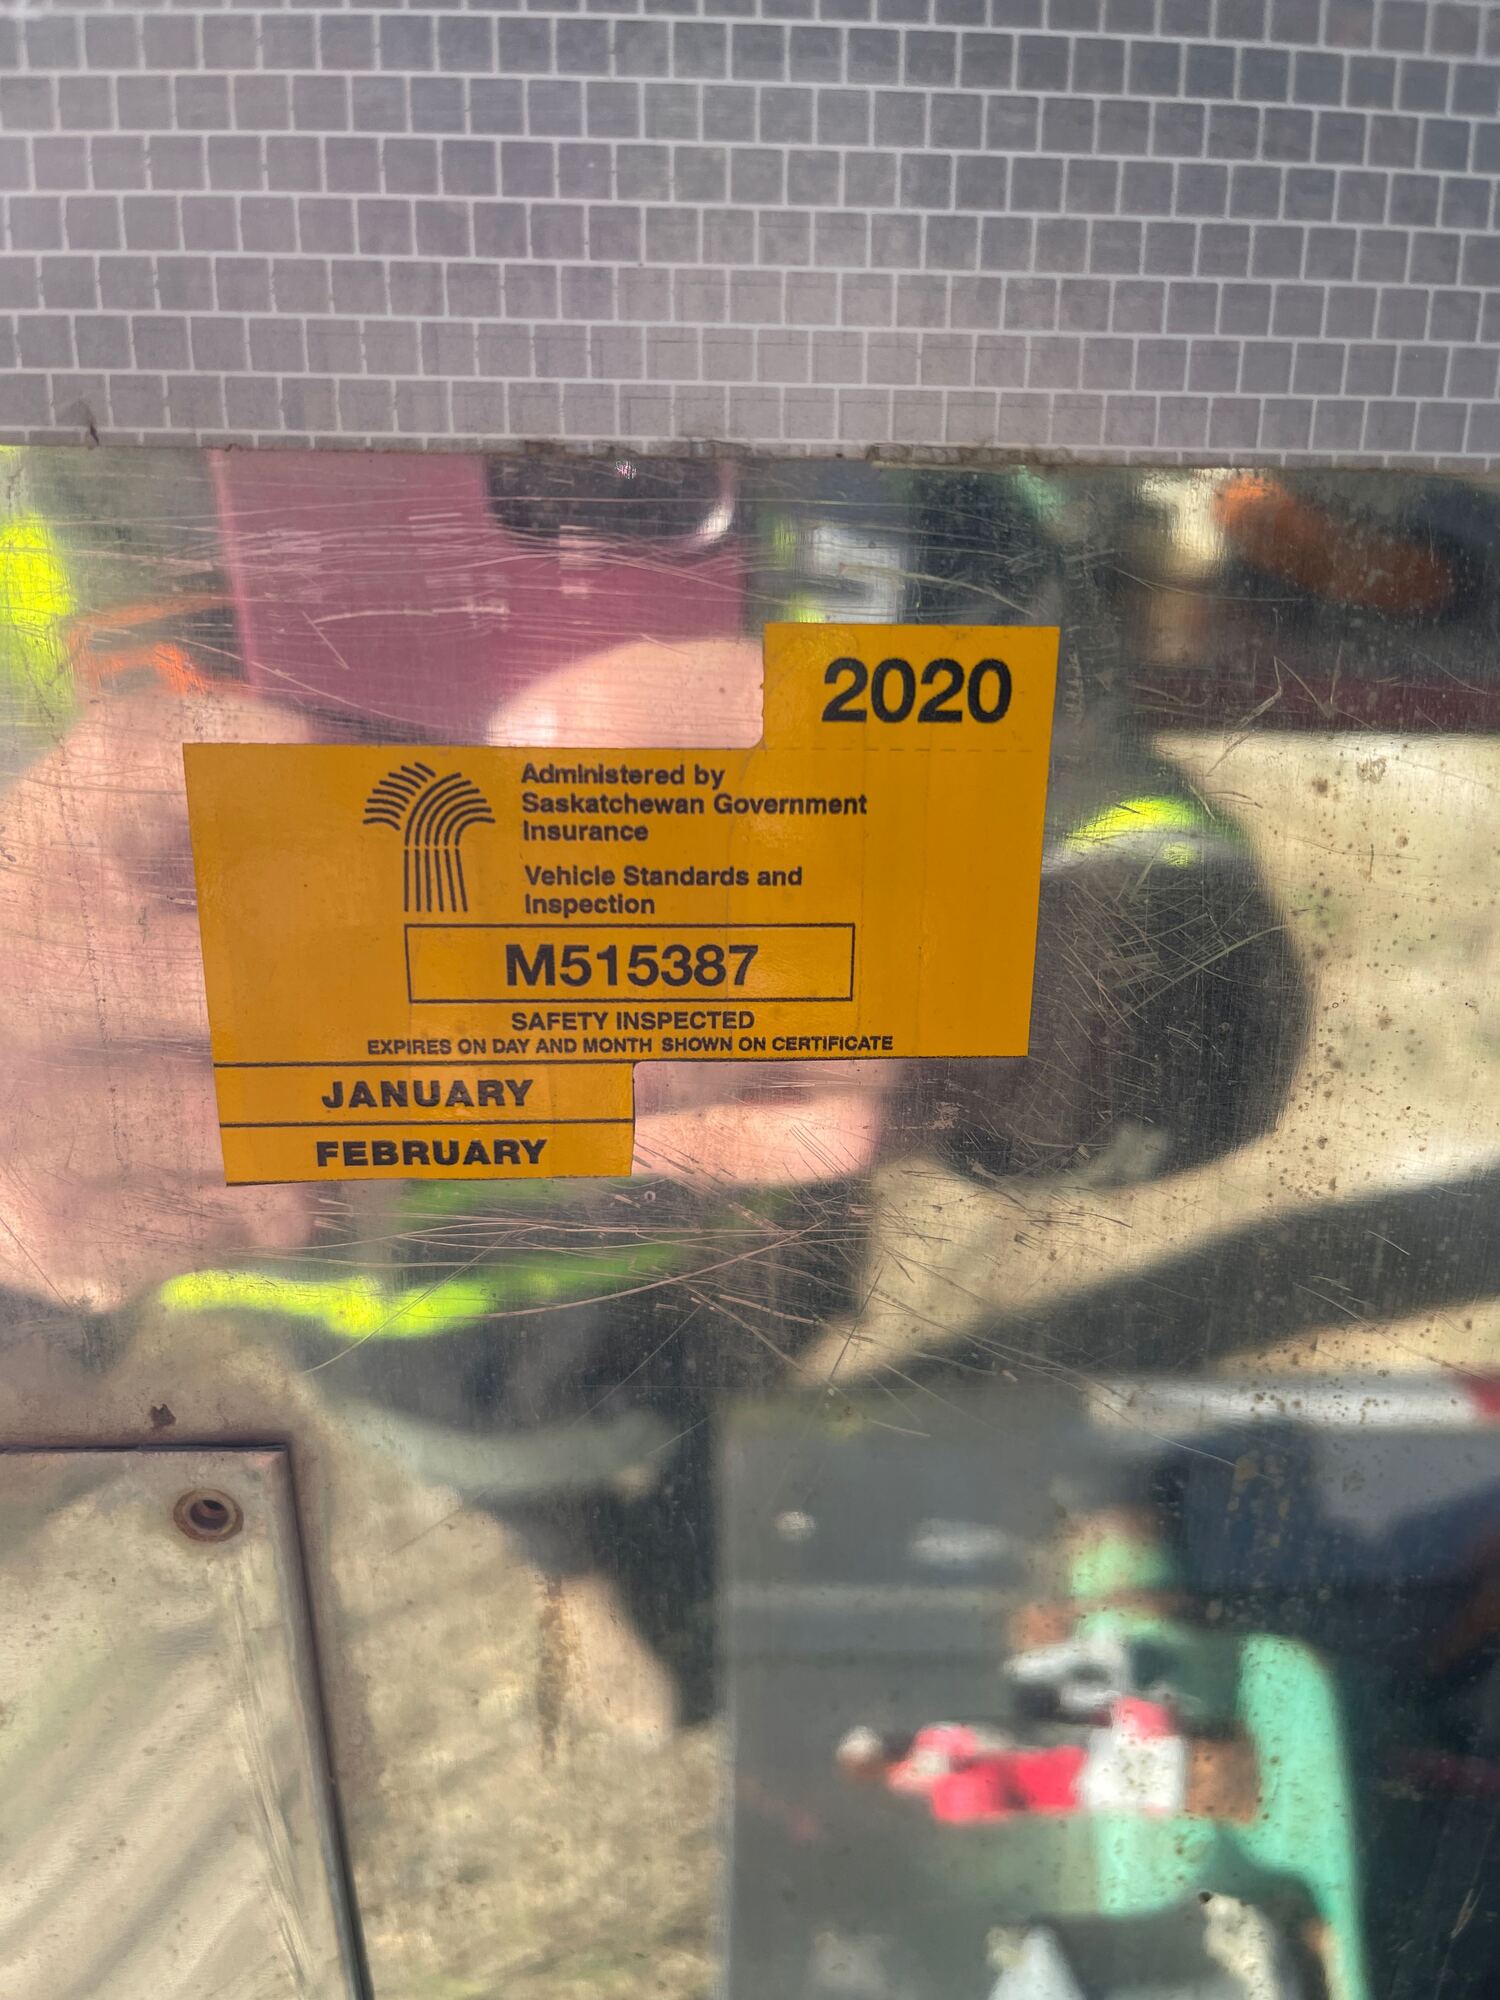 2020
Administered by
Saskatchewan Government
Insurance
Vehicle Standards and
Inspection
M515387
SAFETY INSPECTED
EXPIRES ON DAY AND MONTH SHOWN ON CERTIFICATE
JANUARY
FEBRUARY